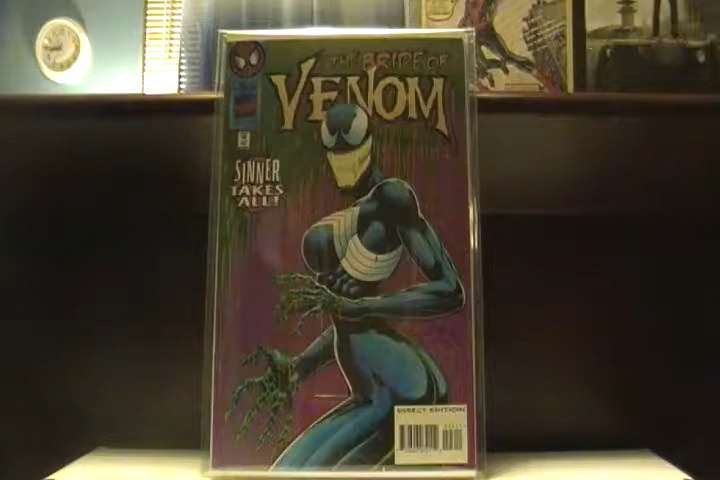 THE BRIDE OF
VENOM
SINNER
TAKES
ALL!
DIRECT EDITION